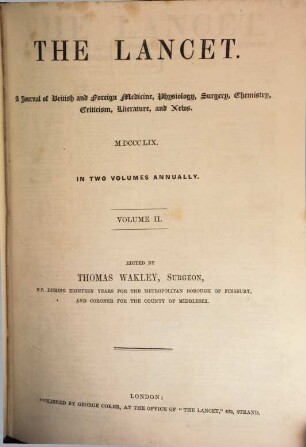 THE LANCET.
A Journal of British and Foreign Medicine, Physiology, Surgery, Chemistry,
Criticism, Literature, and News.
MDCCCLIX.
IN TWO VOLUMES ANNUALLY.
VOLUME II.
EDITED BY
THOMAS WAKLEY, SURGEON,
M.P. DURING EIGHTEEN YEARS FOR THE METROPOLITAN BOROUGH OF FINSBURY,
AND CORONER FOR THE COUNTY OF MIDDLESEX.
LONDON:
PUBLISHED BY GEORGE COKER, AT THE OFFICE OF "THE LANCET," 423, STRAND.